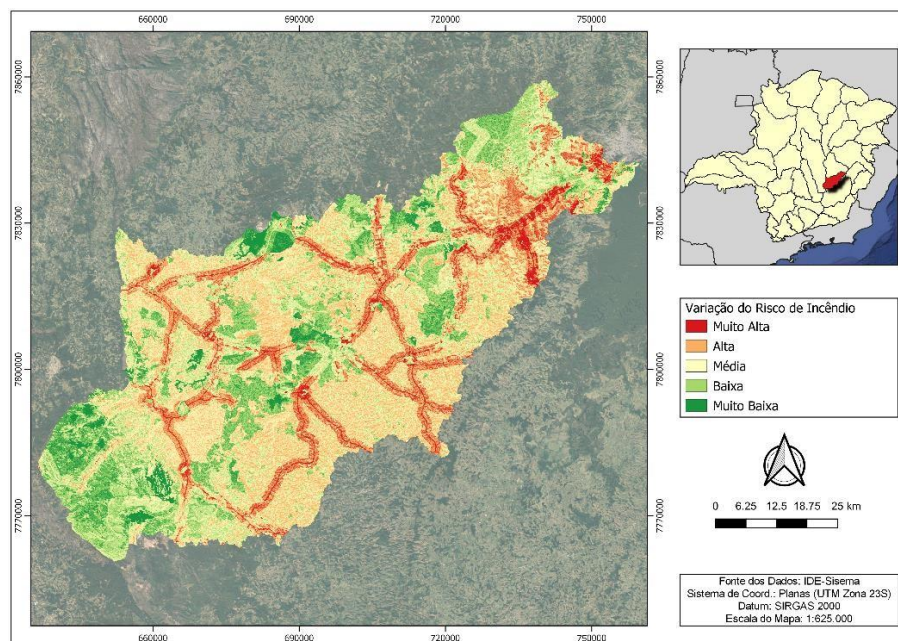 660000 690000 720000 750000
7860000
7830000
7800000
7770000
7860000
7830000
7800000
7770000
660000 690000 720000 750000
Variação do Risco de Incêndio
Muito Alta
Alta
Média
Baixa
Muito Baixa
0 6.25 12.5 18.75 25 km
Fonte dos Dados: IDE-Sisema
Sistema de Coord.: Planas (UTM Zona 23S)
Datum: SIRGAS 2000
Escala do Mapa: 1:625.000